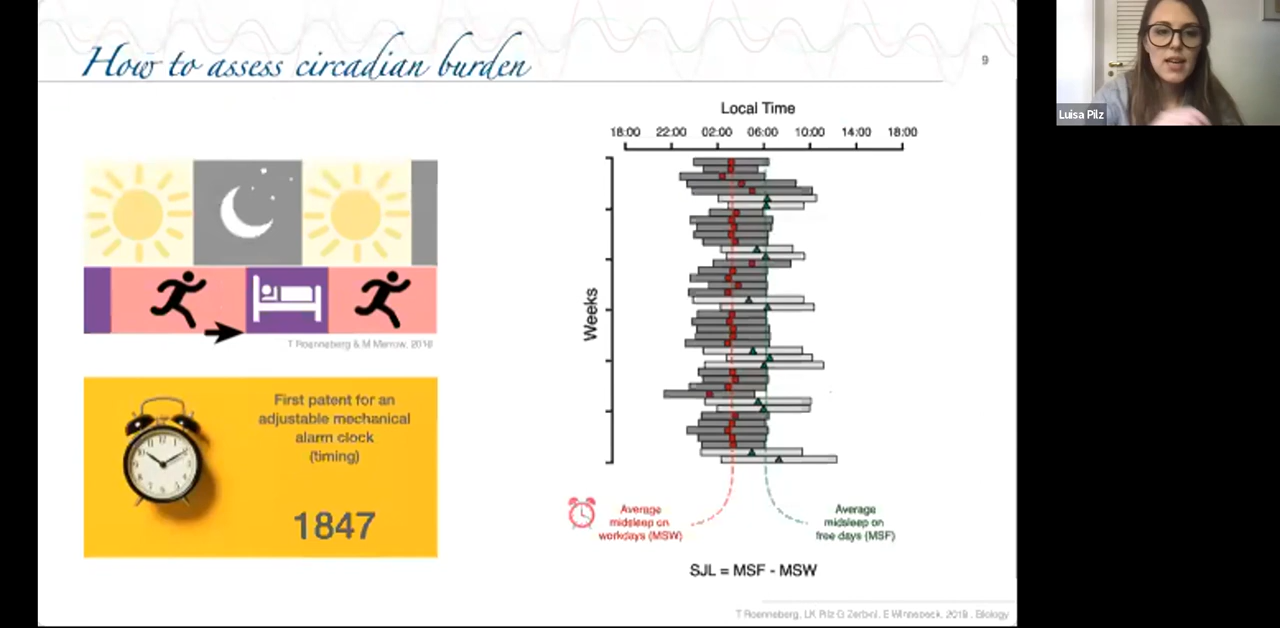 How to assess circadian burden
9
Luisa Pilz
Local Time
18:00 22:00 02:00 06:00 10:00 14:00 18:00
Weeks
T Roenneberg & M Merrow, 2016
First patent for an
adjustable mechanical
alarm clock
(timing)
1847
Average
midsleep on
workdays (MSW)
Average
midsleep on
free days (MSF)
SJL = MSF - MSW
T Roenneberg, LK Pilz G Zerbini, E Winnebeck, 2019, Biology